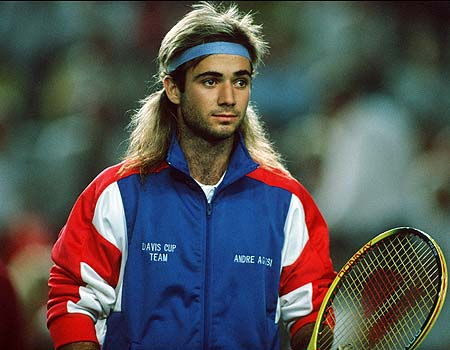 DAVIS CUP
TEAM
ANDRE AGASSI